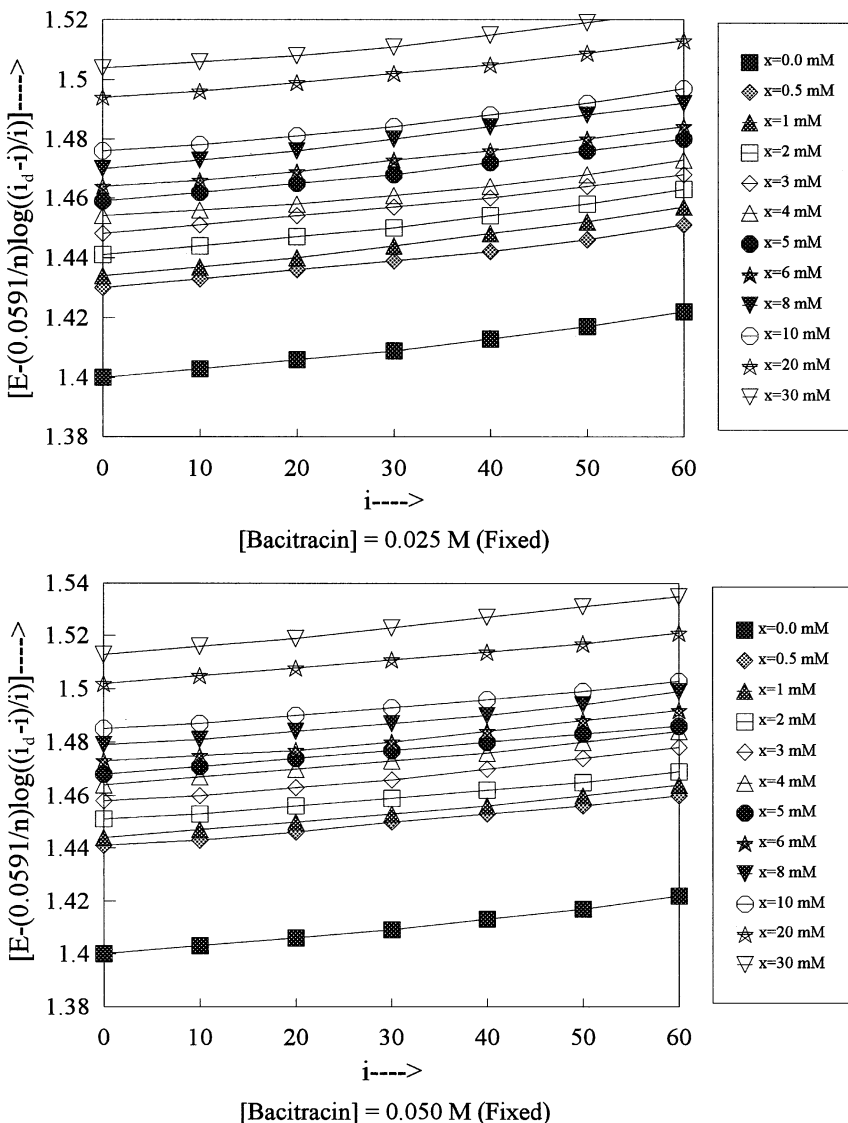 1.52
1.5
1.48
1.46
1.44
1.42
1.4
1.38
[E-(0.0591/n)log((i_d-i)/i)]---->
0 10 20 30 40 50 60
i---->
[Bacitracin] = 0.025 M (Fixed)
x=0.0 mM
x=0.5 mM
x=1 mM
x=2 mM
x=3 mM
x=4 mM
x=5 mM
x=6 mM
x=8 mM
x=10 mM
x=20 mM
x=30 mM
1.54
1.52
1.5
1.48
1.46
1.44
1.42
1.4
1.38
[E-(0.0591/n)log((i_d-i)/i)]---->
0 10 20 30 40 50 60
i---->
[Bacitracin] = 0.050 M (Fixed)
x=0.0 mM
x=0.5 mM
x=1 mM
x=2 mM
x=3 mM
x=4 mM
x=5 mM
x=6 mM
x=8 mM
x=10 mM
x=20 mM
x=30 mM